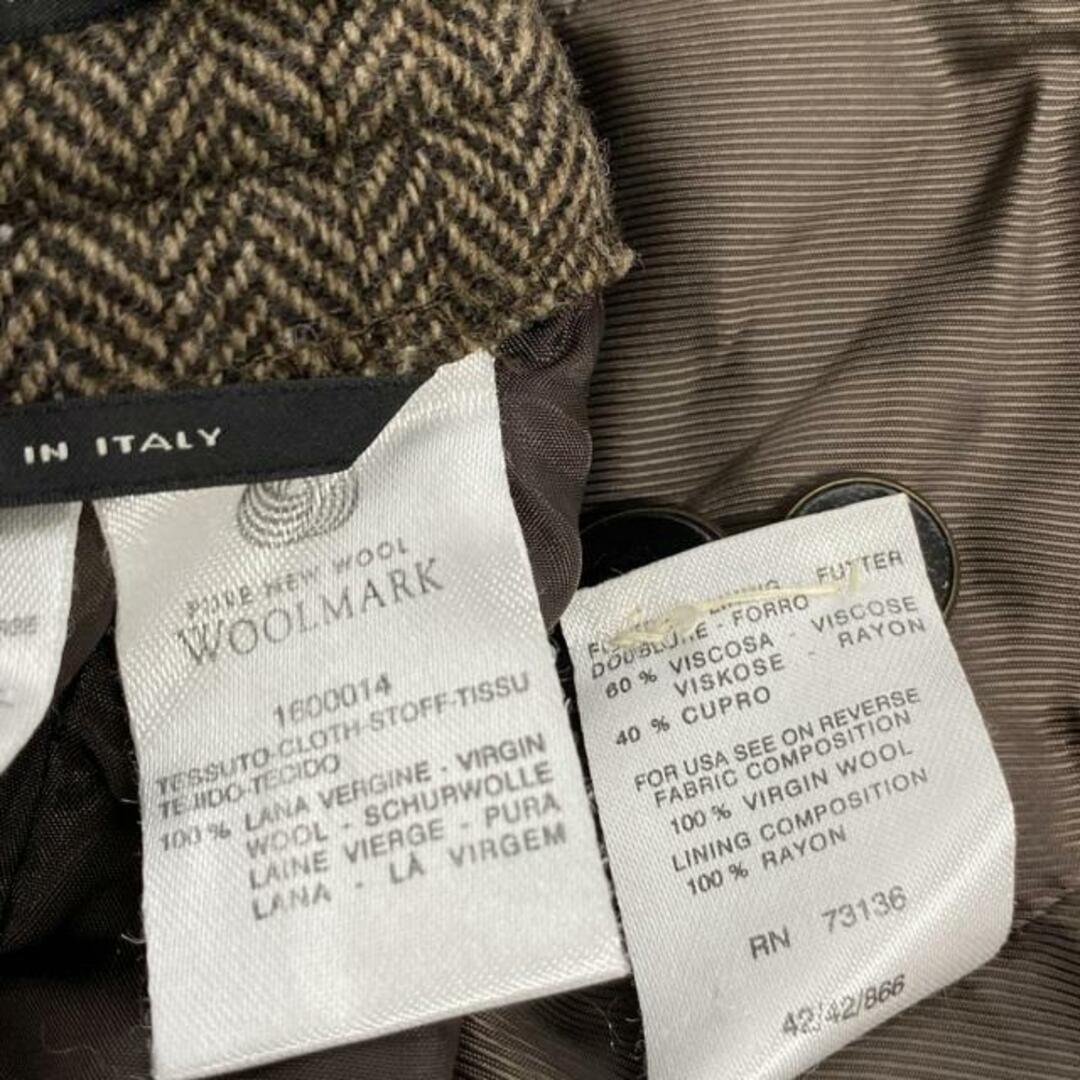 IN ITALY
PURE NEW WOOL
WOOLMARK
1600014
TESSUTO-CLOTH-STOFF-TISSU
TEJIDO-TECIDO
100% LANA VERGINE - VIRGIN
WOOL - SCHURWOLLE
LAINE VIERGE - PURA
LANA - LÀ VIRGEM
LINING FUTTER
DOUBLURE - FORRO
60 % VISCOSA - VISCOSE
VISKOSE - RAYON
40 % CUPRO
FOR USA SEE ON REVERSE
FABRIC COMPOSITION
100 % VIRGIN WOOL
LINING COMPOSITION
100 % RAYON
RN 73136
42/42/866